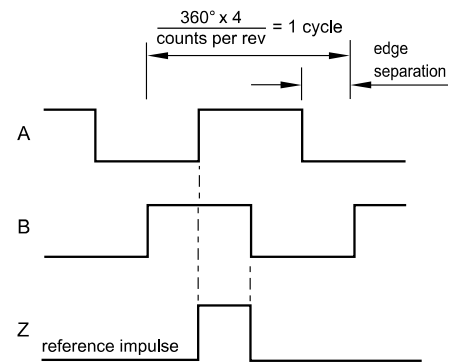 360° x 4
counts per rev
= 1 cycle
edge
separation
A
B
Z
reference impulse